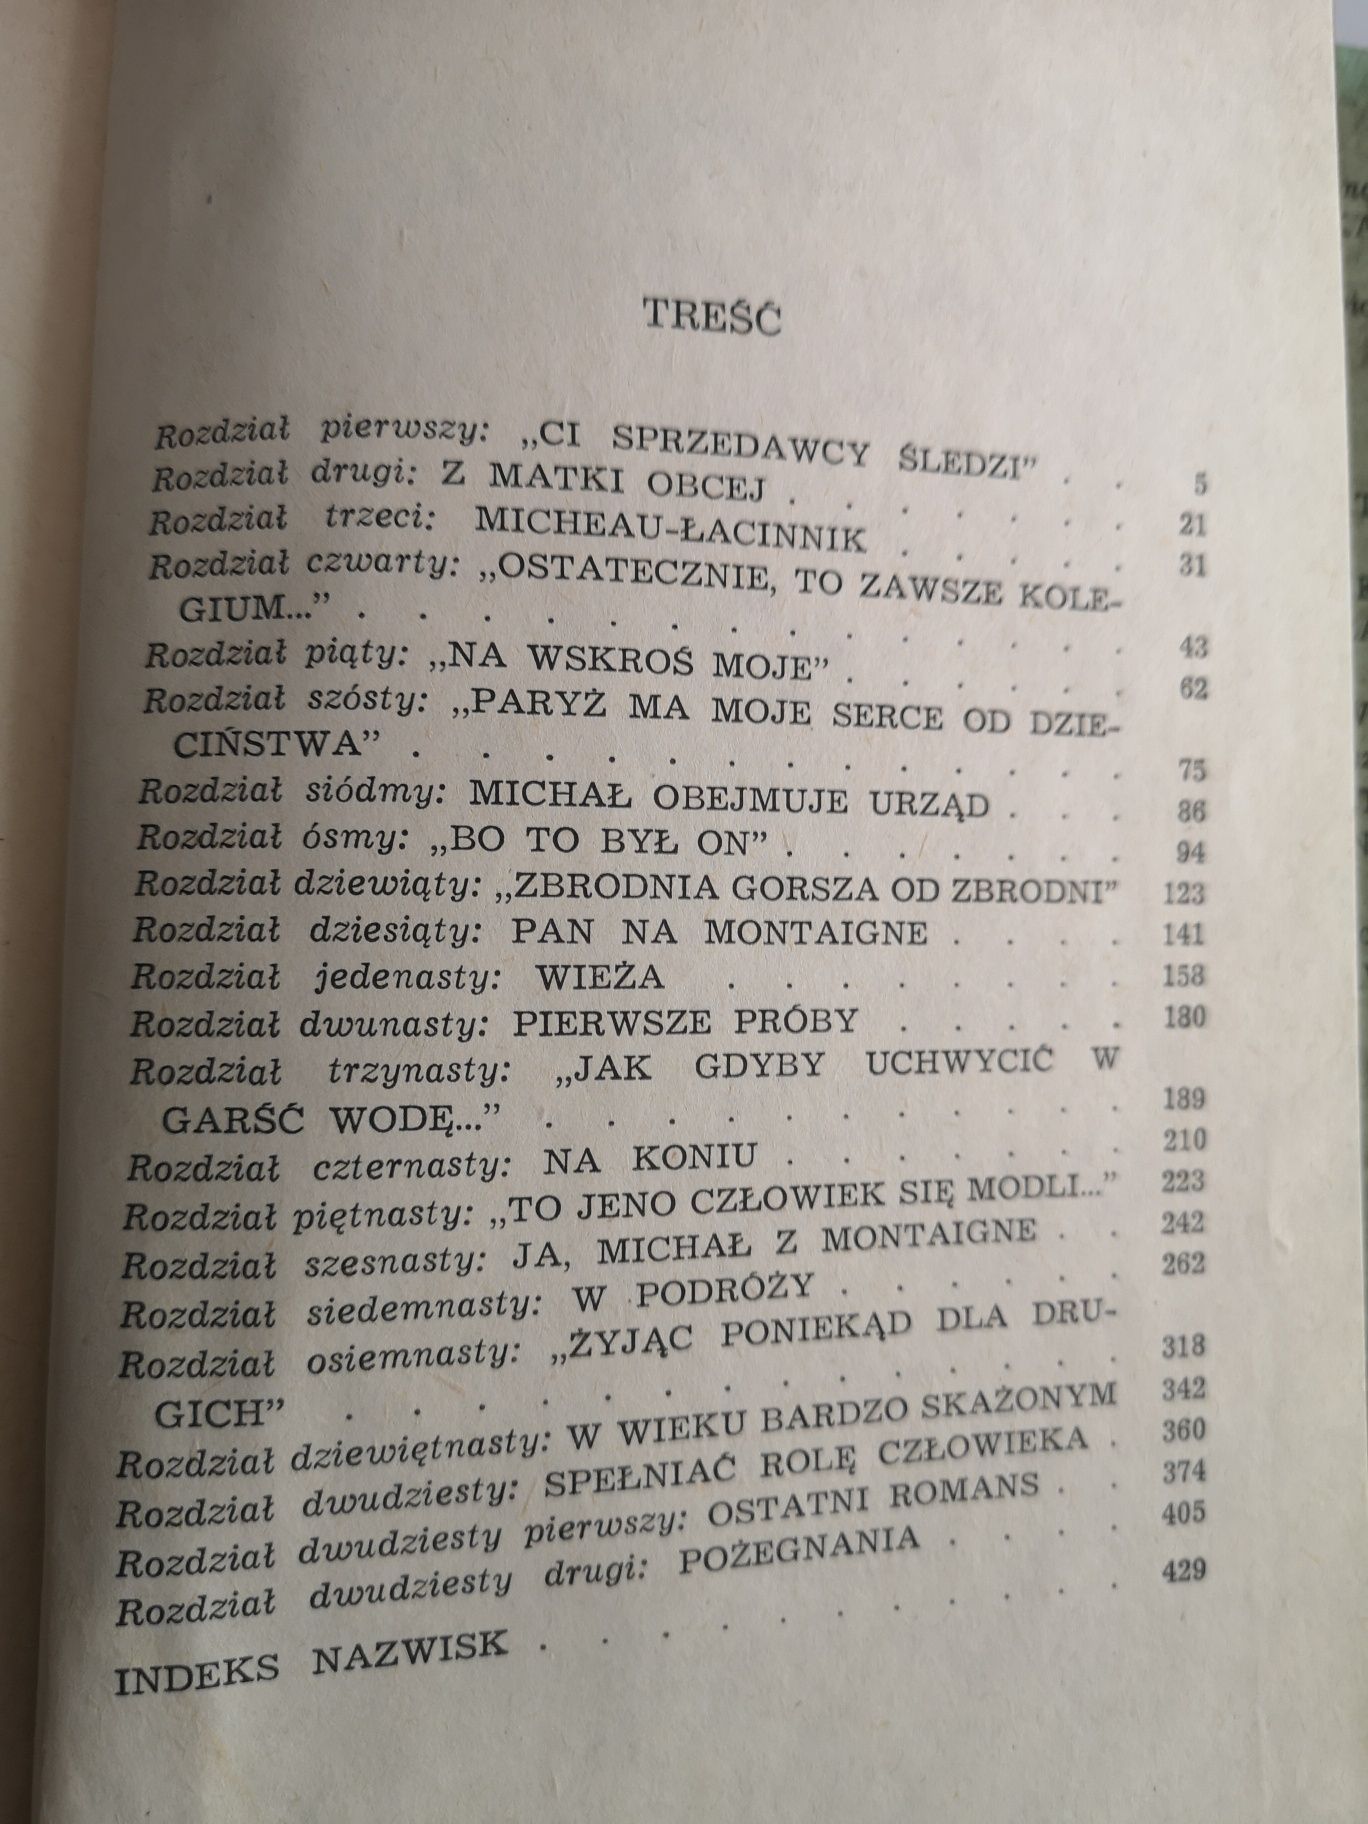 TREŚĆ
Rozdział pierwszy: „CI SPRZEDAWCY ŚLEDZI” . . 5
Rozdział drugi: Z MATKI OBCEJ . . . . . . . 21
Rozdział trzeci: MICHEAU-ŁACINNIK . . . . . 31
Rozdział czwarty: „OSTATECZNIE, TO ZAWSZE KOLE-
GIUM...” . . . . . . . . . . . . . 43
Rozdział piąty: „NA WSKROŚ MOJE” . . . . . . 62
Rozdział szósty: „PARYŻ MA MOJE SERCE OD DZIE-
CIŃSTWA” . . . . . . . . . . . . . 75
Rozdział siódmy: MICHAŁ OBEJMUJE URZĄD . . . 86
Rozdział ósmy: „BO TO BYŁ ON” . . . . . . . 94
Rozdział dziewiąty: „ZBRODNIA GORSZA OD ZBRODNI” 123
Rozdział dziesiąty: PAN NA MONTAIGNE . . . . 141
Rozdział jedenasty: WIEŻA . . . . . . . . 158
Rozdział dwunasty: PIERWSZE PRÓBY . . . . . 180
Rozdział trzynasty: „JAK GDYBY UCHWYCIĆ W
GARŚĆ WODĘ...” . . . . . . . . . . . 189
Rozdział czternasty: NA KONIU . . . . . . . 210
Rozdział piętnasty: „TO JENO CZŁOWIEK SIĘ MODLI...” 223
Rozdział szesnasty: JA, MICHAŁ Z MONTAIGNE . . 242
Rozdział siedemnasty: W PODRÓŻY . . . . . . 262
Rozdział osiemnasty: „ŻYJĄC PONIEKĄD DLA DRU-
GICH” . . . . . . . . . . . . . . 318
Rozdział dziewiętnasty: W WIEKU BARDZO SKAŻONYM 342
Rozdział dwudziesty: SPEŁNIAĆ ROLĘ CZŁOWIEKA . 360
Rozdział dwudziesty pierwszy: OSTATNI ROMANS . . 374
Rozdział dwudziesty drugi: POŻEGNANIA . . . . 405
INDEKS NAZWISK . . . . . . . . . . 429